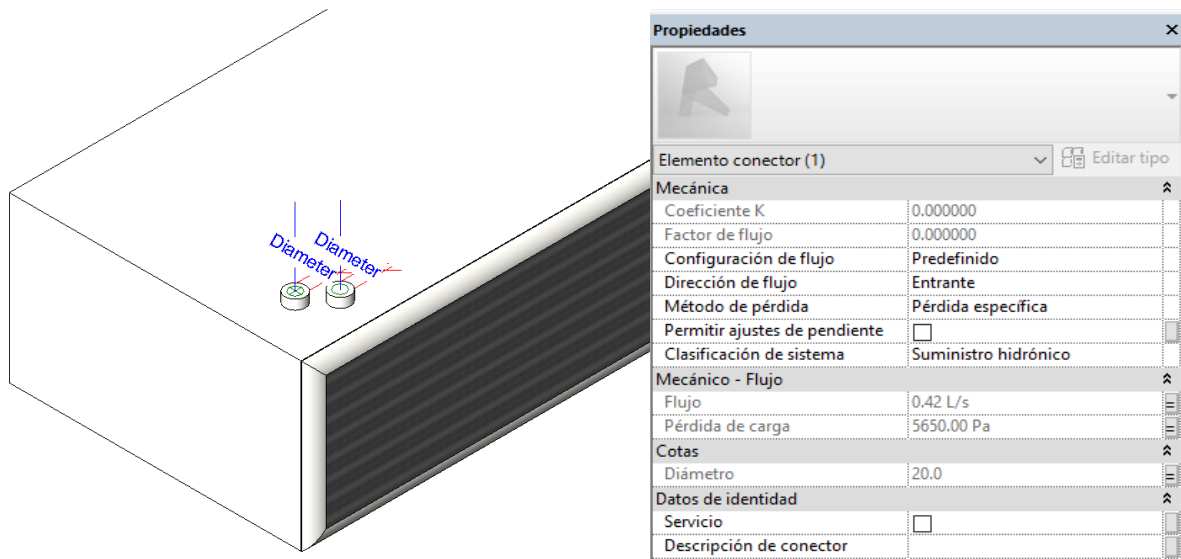 Diameter
Diameter
Propiedades
Elemento conector (1)
Editar tipo
Mecánica
Coeficiente K 0.000000
Factor de flujo 0.000000
Configuración de flujo Predefinido
Dirección de flujo Entrante
Método de pérdida Pérdida específica
Permitir ajustes de pendiente
Clasificación de sistema Suministro hidrónico
Mecánico - Flujo
Flujo 0.42 L/s =
Pérdida de carga 5650.00 Pa =
Cotas
Diámetro 20.0 =
Datos de identidad
Servicio
Descripción de conector